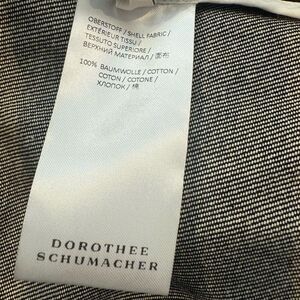 OBERSTOFF / SHELL FABRIC /
EXTÉRIEUR TISSU /
TESSUTO SUPERIORE /
ВЕРХНИЙ МАТЕРИАЛ / 面布
100% BAUMWOLLE / COTTON /
COTON / COTONE /
ХЛОПОК / 棉
DOROTHEE
SCHUMACHER